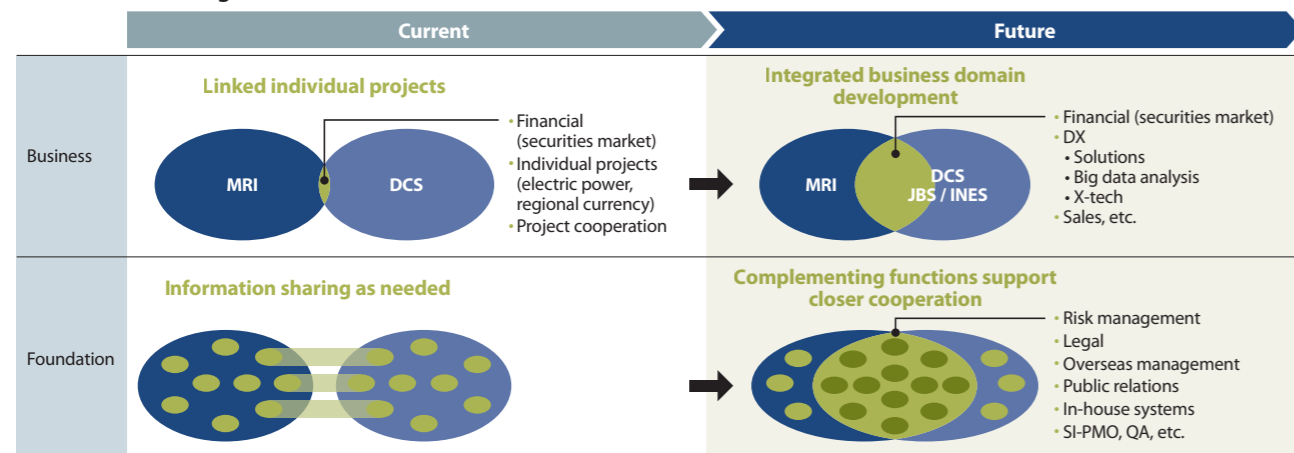 Current
Future
Business
Linked individual projects
MRI
DCS
• Financial
(securities market)
• Individual projects
(electric power,
regional currency)
• Project cooperation
Integrated business domain
development
MRI
DCS
JBS / INES
• Financial (securities market)
• DX
• Solutions
• Big data analysis
• X-tech
• Sales, etc.
Foundation
Information sharing as needed
Complementing functions support
closer cooperation
• Risk management
• Legal
• Overseas management
• Public relations
• In-house systems
• SI-PMO, QA, etc.